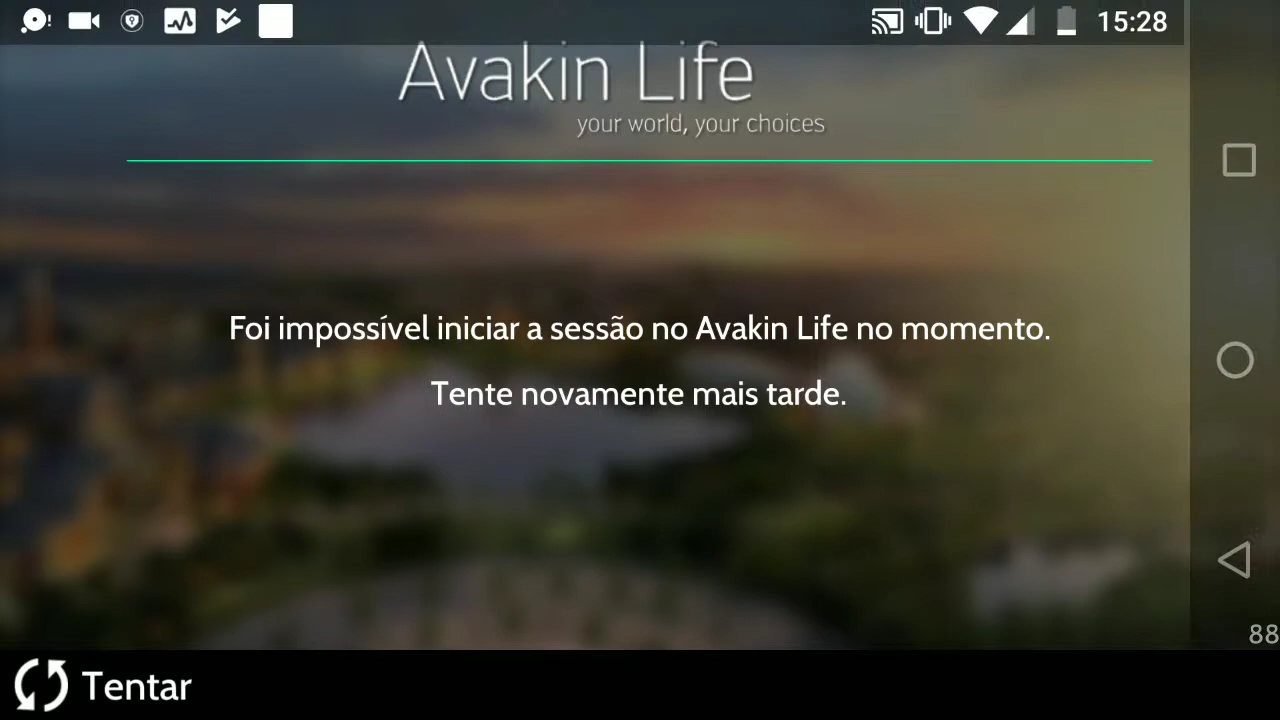 15:28
Avakin Life
your world, your choices
Foi impossível iniciar a sessão no Avakin Life no momento.
Tente novamente mais tarde.
88
Tentar